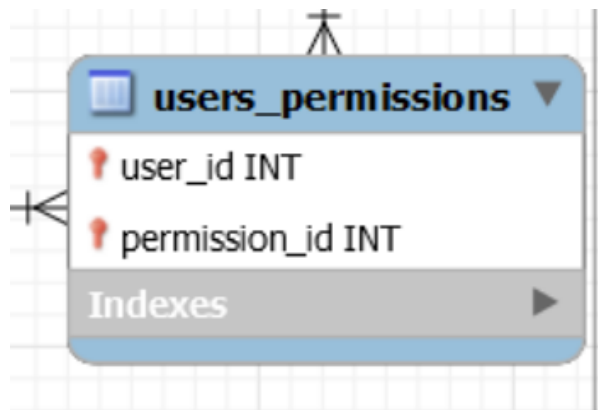 users_permissions
user_id INT
permission_id INT
Indexes